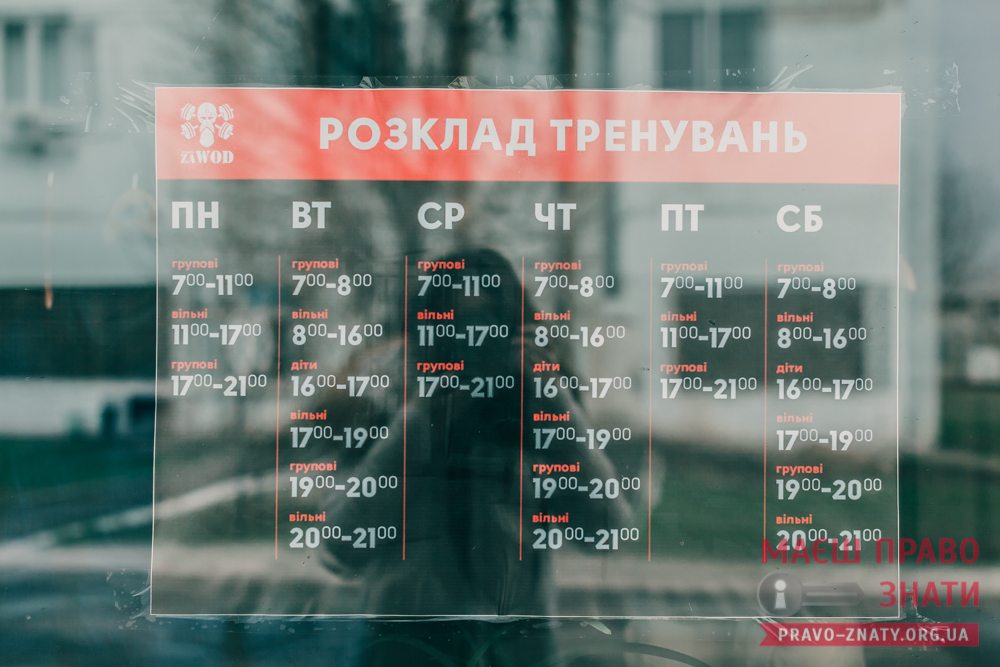 ZIWOD
РОЗКЛАД ТРЕНУВАНЬ
ПН
групові
7⁰⁰-11⁰⁰
вільні
11⁰⁰-17⁰⁰
групові
17⁰⁰-21⁰⁰
ВТ
групові
7⁰⁰-8⁰⁰
вільні
8⁰⁰-16⁰⁰
діти
16⁰⁰-17⁰⁰
вільні
17⁰⁰-19⁰⁰
групові
19⁰⁰-20⁰⁰
вільні
20⁰⁰-21⁰⁰
СР
групові
7⁰⁰-11⁰⁰
вільні
11⁰⁰-17⁰⁰
групові
17⁰⁰-21⁰⁰
ЧТ
групові
7⁰⁰-8⁰⁰
вільні
8⁰⁰-16⁰⁰
діти
16⁰⁰-17⁰⁰
вільні
17⁰⁰-19⁰⁰
групові
19⁰⁰-20⁰⁰
вільні
20⁰⁰-21⁰⁰
ПТ
групові
7⁰⁰-11⁰⁰
вільні
11⁰⁰-17⁰⁰
групові
17⁰⁰-21⁰⁰
СБ
групові
7⁰⁰-8⁰⁰
вільні
8⁰⁰-16⁰⁰
діти
16⁰⁰-17⁰⁰
вільні
17⁰⁰-19⁰⁰
групові
19⁰⁰-20⁰⁰
вільні
20⁰⁰-21⁰⁰
МАЄШ ПРАВО
ЗНАТИ
PRAVO-ZNATY.ORG.UA